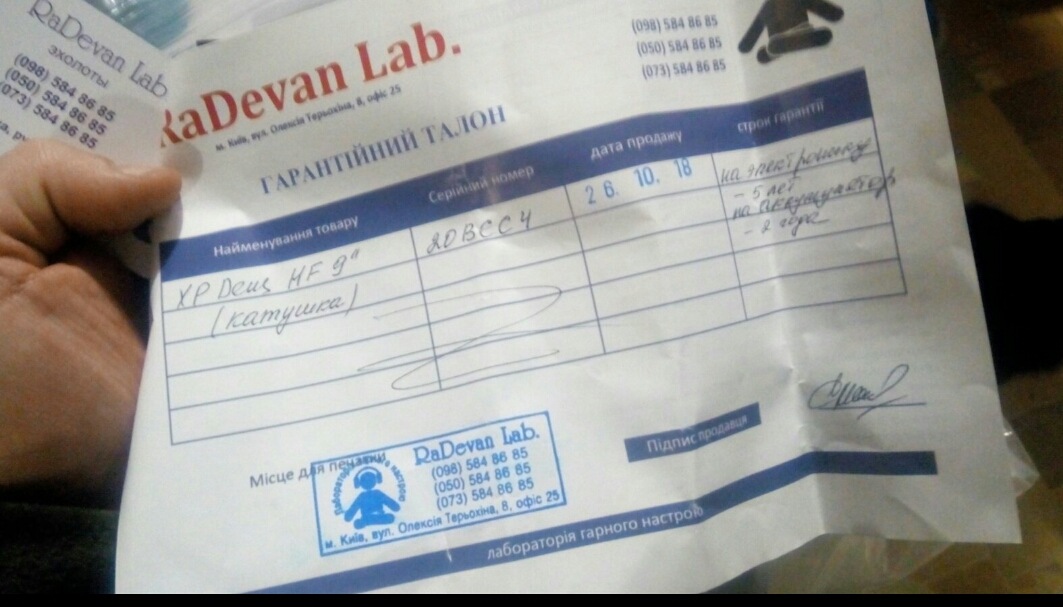 RaDevan Lab
эхолоты
(098) 584 86 85
(050) 584 86 85
(073) 584 86 85
RaDevan Lab.
м. Київ, вул. Олексія Терьохіна, 8, офіс 25
(098) 584 86 85
(050) 584 86 85
(073) 584 86 85
ГАРАНТІЙНИЙ ТАЛОН
Найменування товару
Серійний номер
дата продажу
строк гарантії
XP Деус HF 9"
(катушка)
20BCC4
26. 10. 18
на электронику
- 5 лет
на аккумулятор
- 2 года
Місце для печатки
RaDevan Lab.
(098) 584 86 85
(050) 584 86 85
(073) 584 86 85
м. Київ, вул. Олексія Терьохіна, 8, офіс 25
Підпис продавця
лабораторія гарного настрою